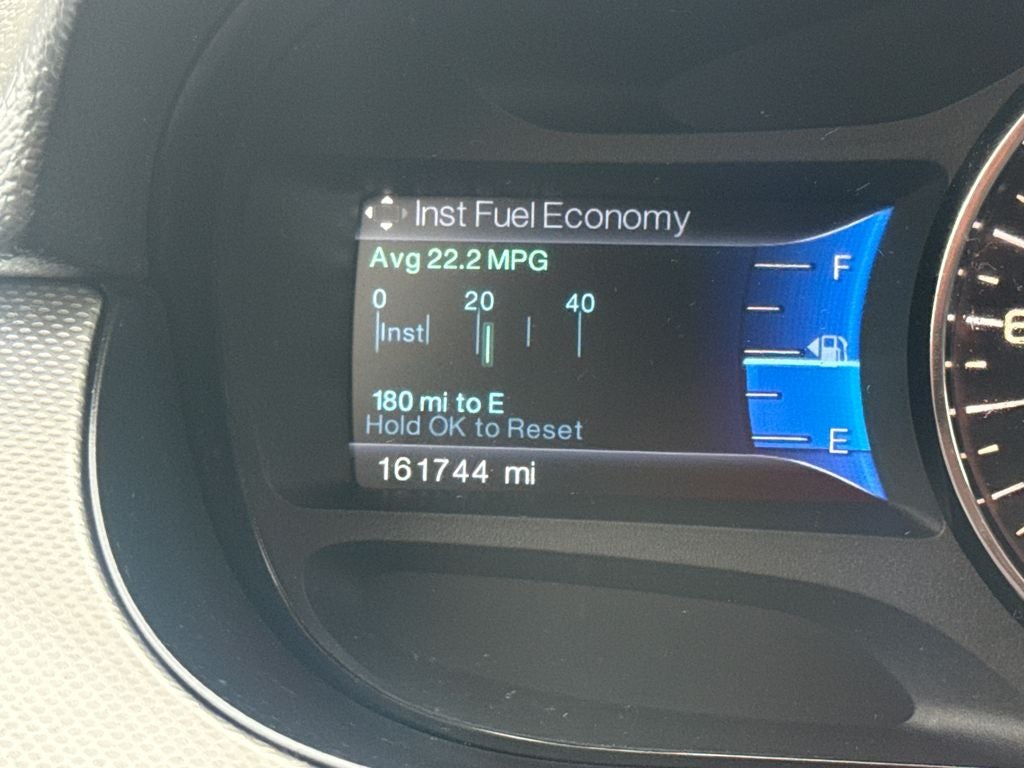 Inst Fuel Economy
Avg 22.2 MPG
F
0 20 40
Inst
6
180 mi to E
Hold OK to Reset
E
161744 mi